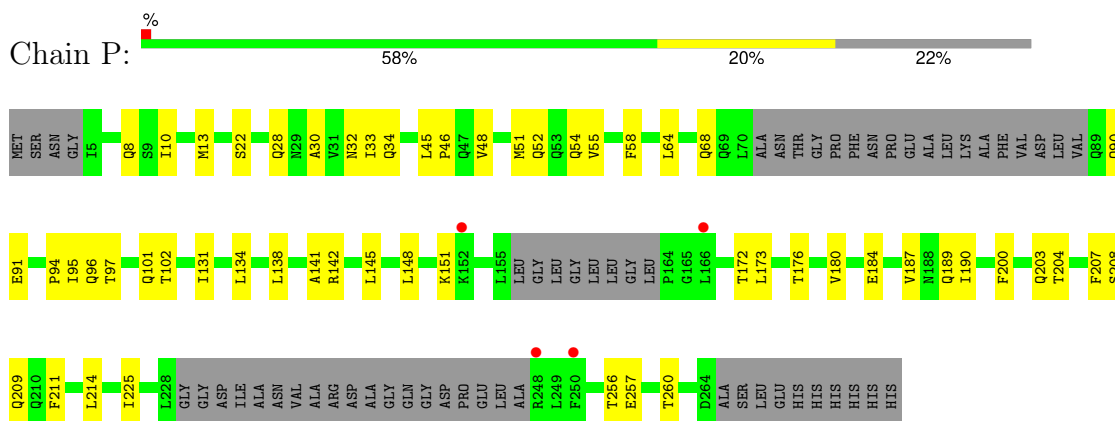 %
Chain P:
58% 20% 22%
MET SER ASN GLY I5 Q8 S9 I10 M13 S22 Q28 N29 A30 V31 N32 I33 Q34 L45 P46 Q47 V48 M51 Q52 Q53 Q54 V55 F58 L64 Q68 Q69 L70 ALA ASN THR GLY PRO PHE ASN PRO GLU ALA LEU LYS ALA PHE VAL ASP LEU VAL Q89 Q90
E91 P94 I95 Q96 T97 Q101 T102 I131 L134 L138 A141 R142 L145 L148 K151 K152 L155 LEU GLY LEU GLY LEU LEU GLY LEU P164 G165 L166 T172 L173 T176 V180 E184 V187 N188 Q189 I190 F200 Q203 T204 F207 S208
Q209 Q210 F211 L214 I225 L228 GLY GLY ASP ILE ALA ASN VAL ALA ARG ASP ALA GLY GLN GLY ASP PRO GLU LEU ALA R248 L249 F250 T256 E257 T260 D264 ALA SER LEU GLU HIS HIS HIS HIS HIS HIS